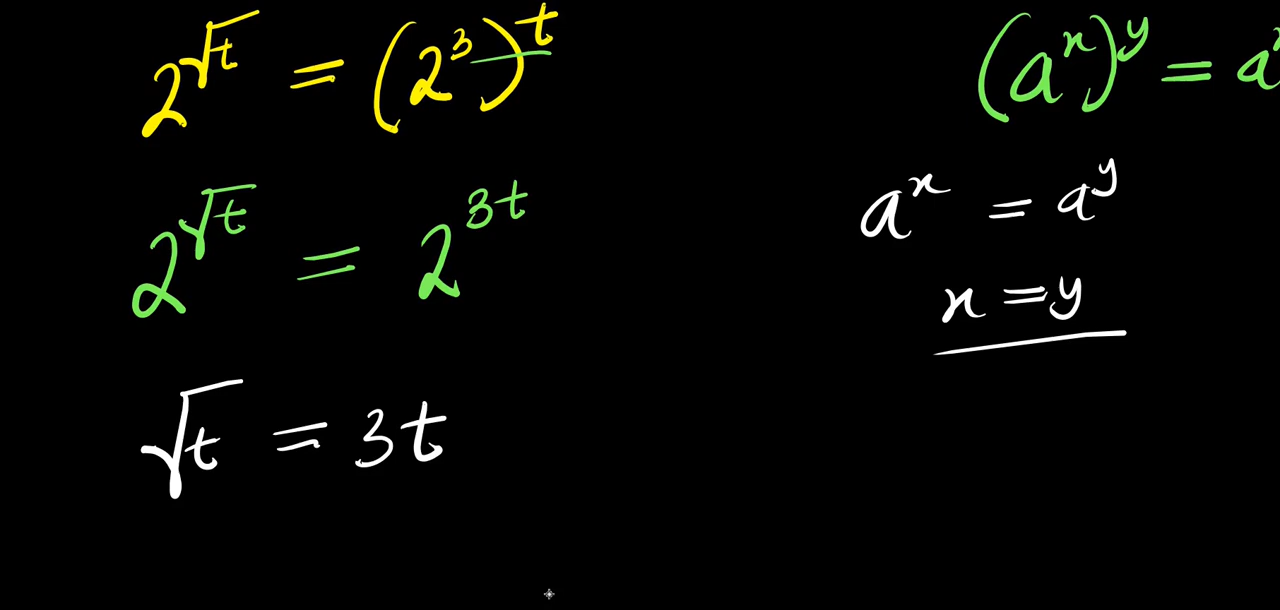 2^√t = (2^3)^t
(a^x)^y = a
2^√t = 2^3t
a^x = a^y
x = y
√t = 3t